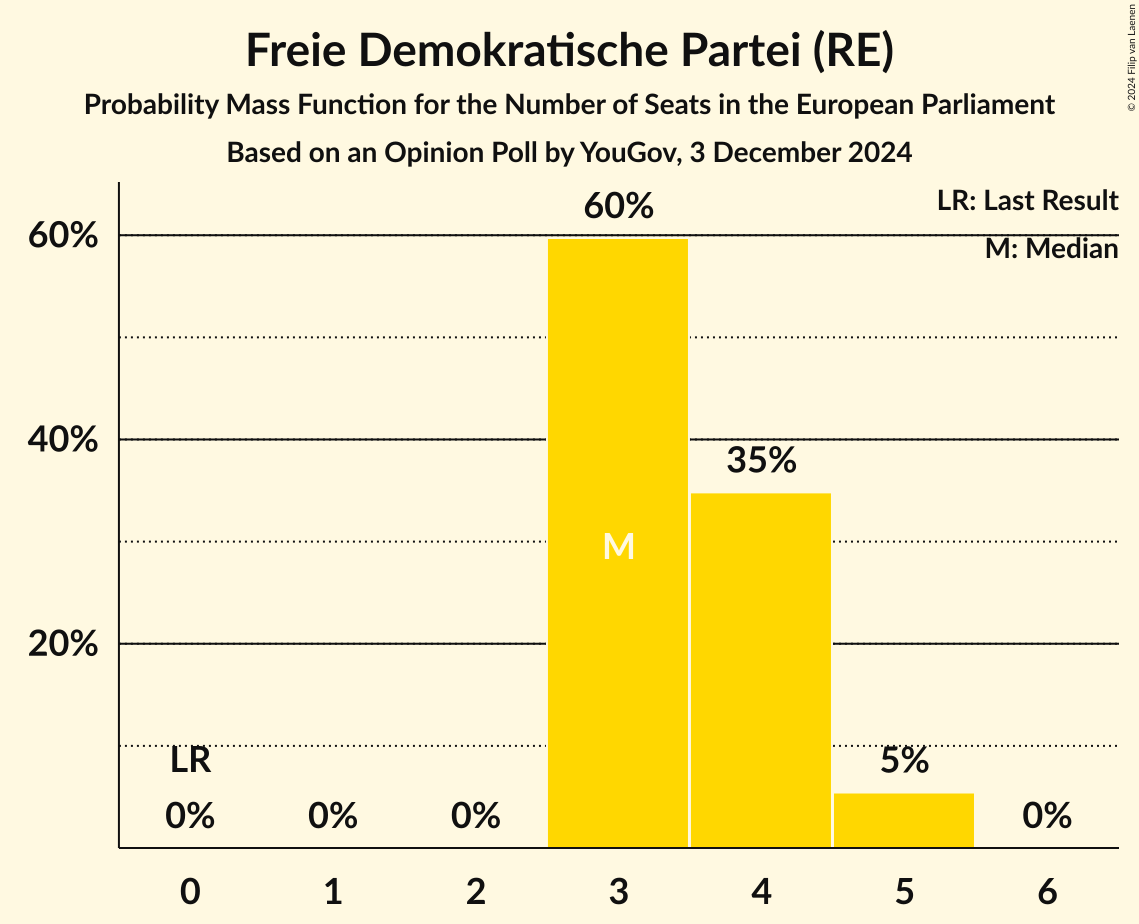 Freie Demokratische Partei (RE)
Probability Mass Function for the Number of Seats in the European Parliament
Based on an Opinion Poll by YouGov, 3 December 2024
© 2024 Filip van Laenen
LR: Last Result
M: Median
60%
40%
20%
60%
35%
M
LR
5%
0%
0%
0%
0%
0
1
2
3
4
5
6